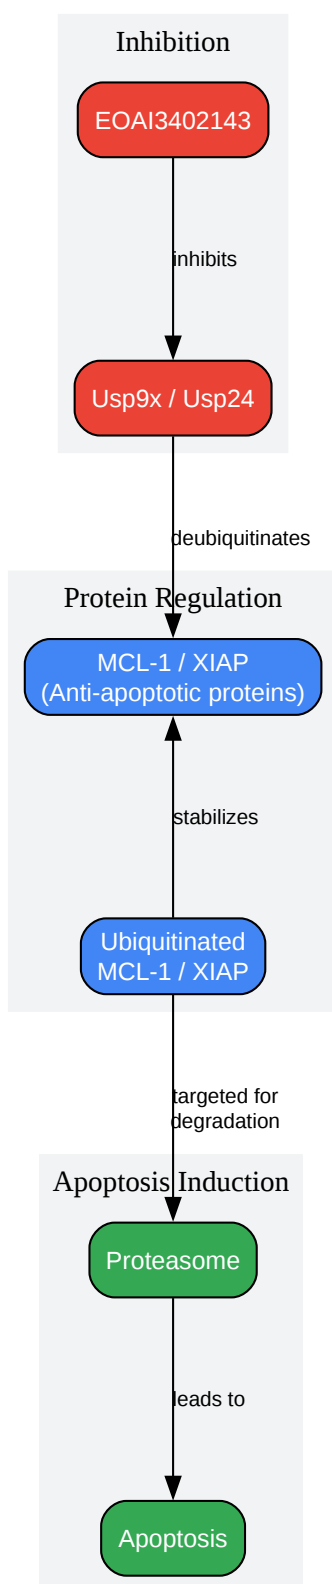 Inhibition
EOAI3402143
inhibits
Usp9x / Usp24
deubiquitinates
Protein Regulation
MCL-1 / XIAP
(Anti-apoptotic proteins)
stabilizes
Ubiquitinated
MCL-1 / XIAP
targeted for
degradation
Apoptosis Induction
Proteasome
leads to
Apoptosis